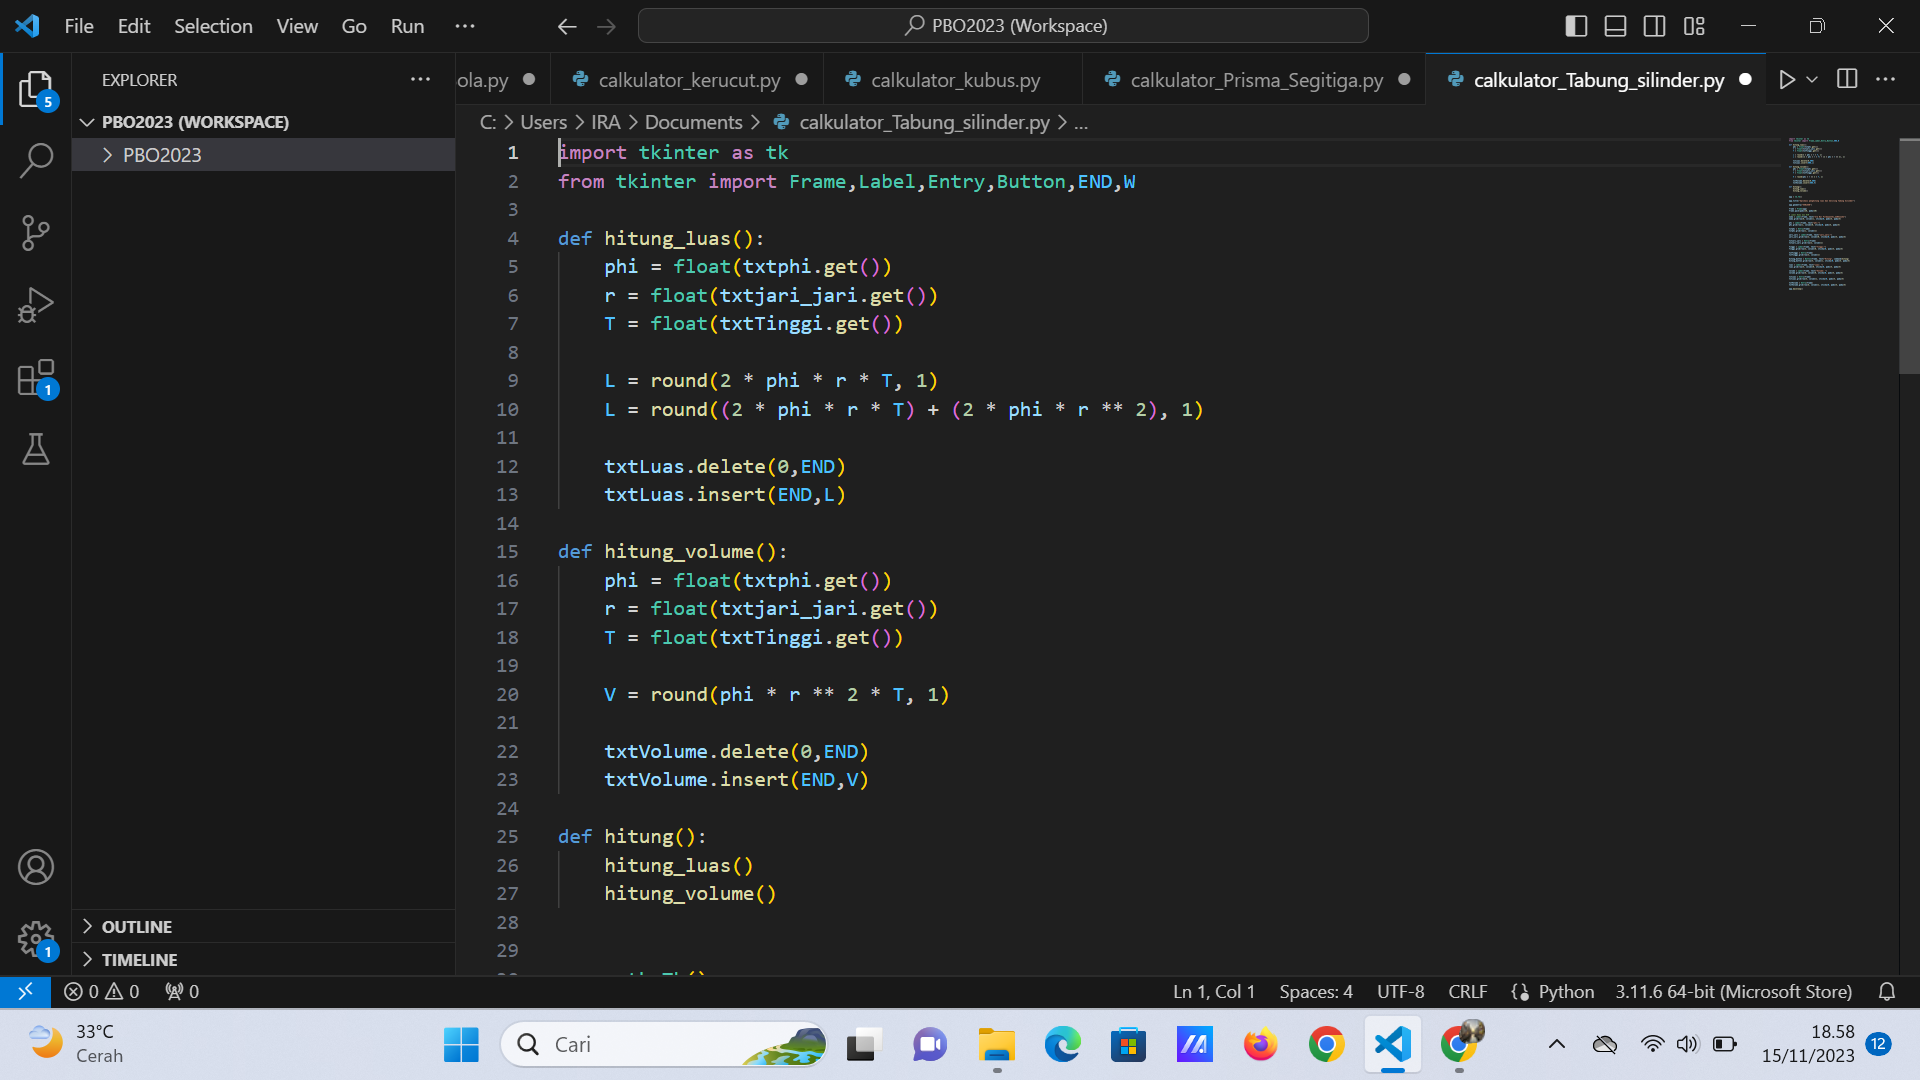 File Edit Selection View Go Run ··· PBO2023 (Workspace)
EXPLORER
ola.py calkulator_kerucut.py calkulator_kubus.py calkulator_Prisma_Segitiga.py calkulator_Tabung_silinder.py
5
PBO2023 (WORKSPACE)
PBO2023
C: > Users > IRA > Documents > calkulator_Tabung_silinder.py > ...
1 import tkinter as tk
2 from tkinter import Frame,Label,Entry,Button,END,W
3
4 def hitung_luas():
5     phi = float(txtphi.get())
6     r = float(txtjari_jari.get())
7     T = float(txtTinggi.get())
8
9     L = round(2 * phi * r * T, 1)
10     L = round((2 * phi * r * T) + (2 * phi * r ** 2), 1)
11
12     txtLuas.delete(0,END)
13     txtLuas.insert(END,L)
14
15 def hitung_volume():
16     phi = float(txtphi.get())
17     r = float(txtjari_jari.get())
18     T = float(txtTinggi.get())
19
20     V = round(phi * r ** 2 * T, 1)
21
22     txtVolume.delete(0,END)
23     txtVolume.insert(END,V)
24
25 def hitung():
26     hitung_luas()
27     hitung_volume()
28
29
1
OUTLINE
TIMELINE
1
0 0 0
Ln 1, Col 1 Spaces: 4 UTF-8 CRLF Python 3.11.6 64-bit (Microsoft Store)
33°C
Cerah
Cari
18.58
15/11/2023
12